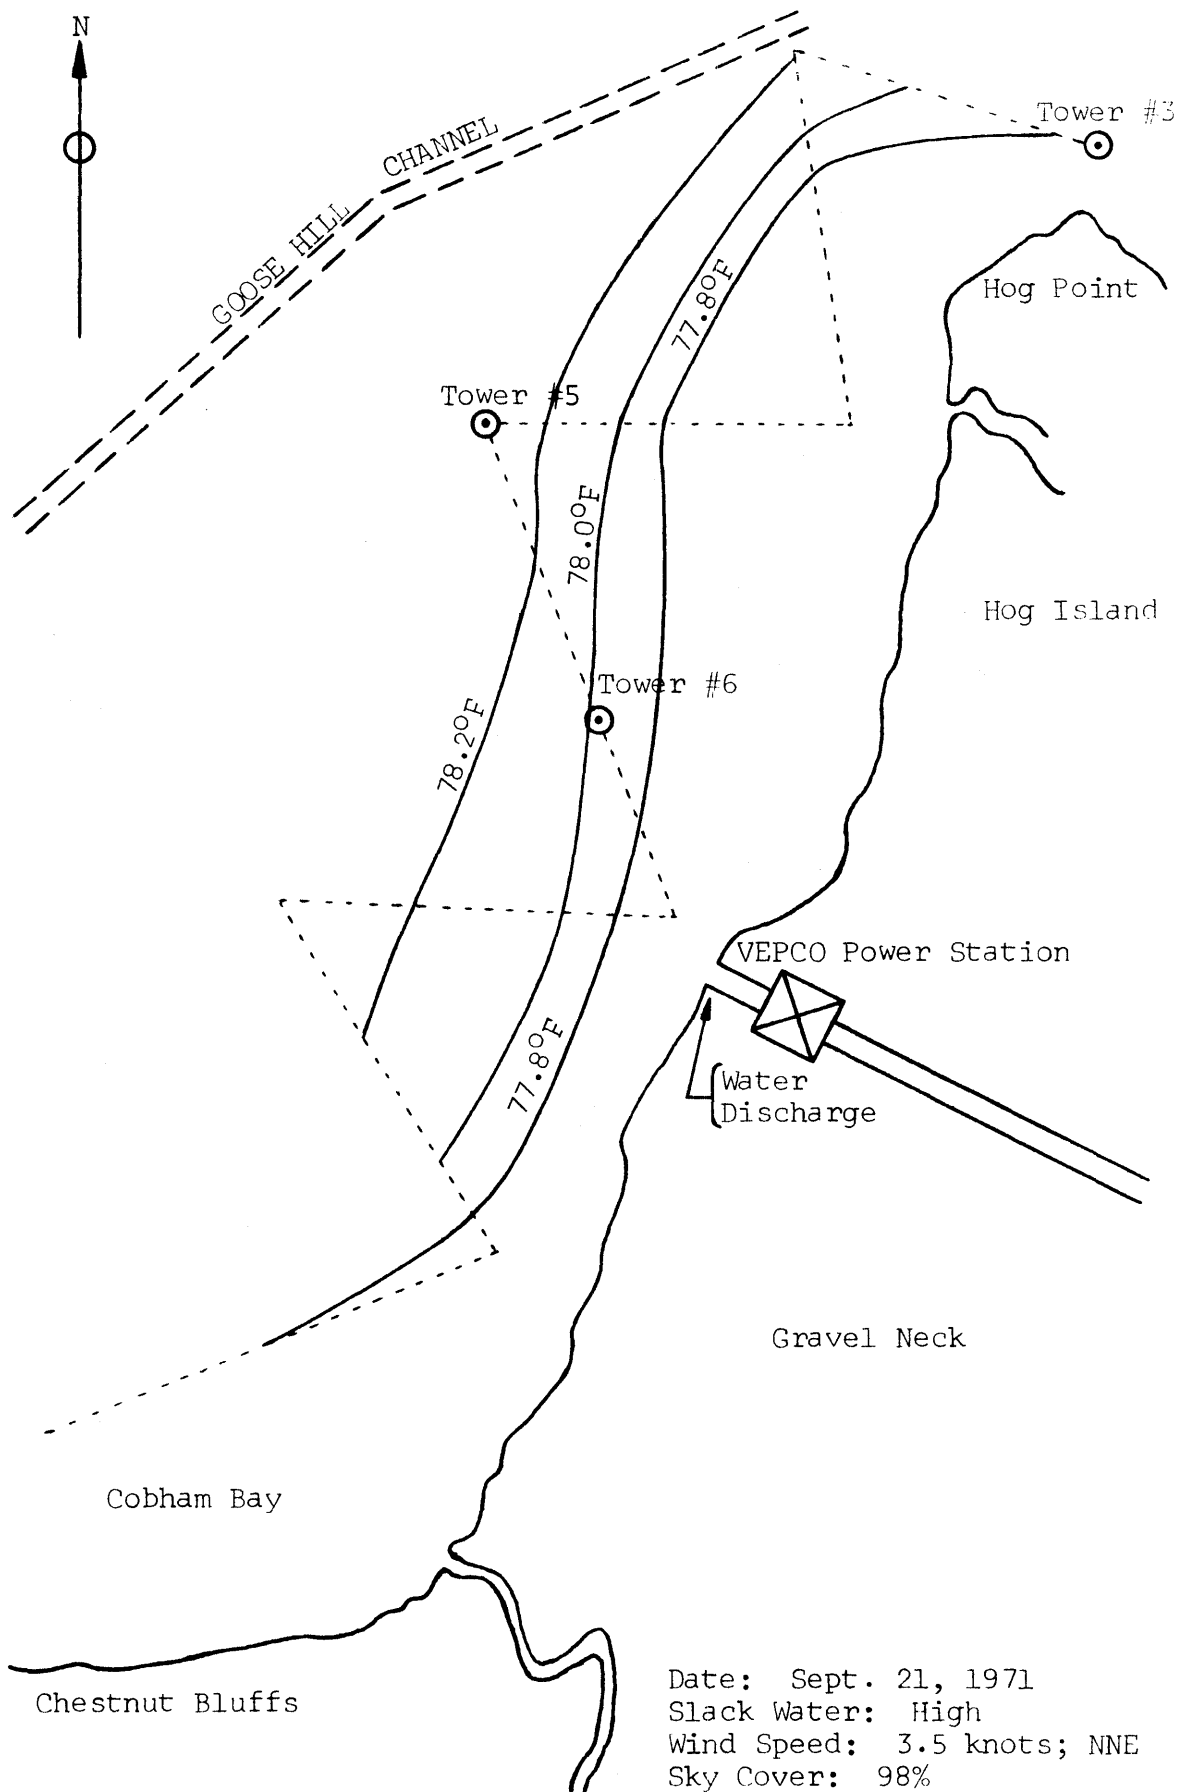 N
CHANNEL
GOOSE HILL
Tower #3
Hog Point
77.8°F
Tower #5
78.0°F
Hog Island
Tower #6
78.2°F
VEPCO Power Station
77.8°F
Water
Discharge
Gravel Neck
Cobham Bay
Chestnut Bluffs
Date: Sept. 21, 1971
Slack Water: High
Wind Speed: 3.5 knots; NNE
Sky Cover: 98%